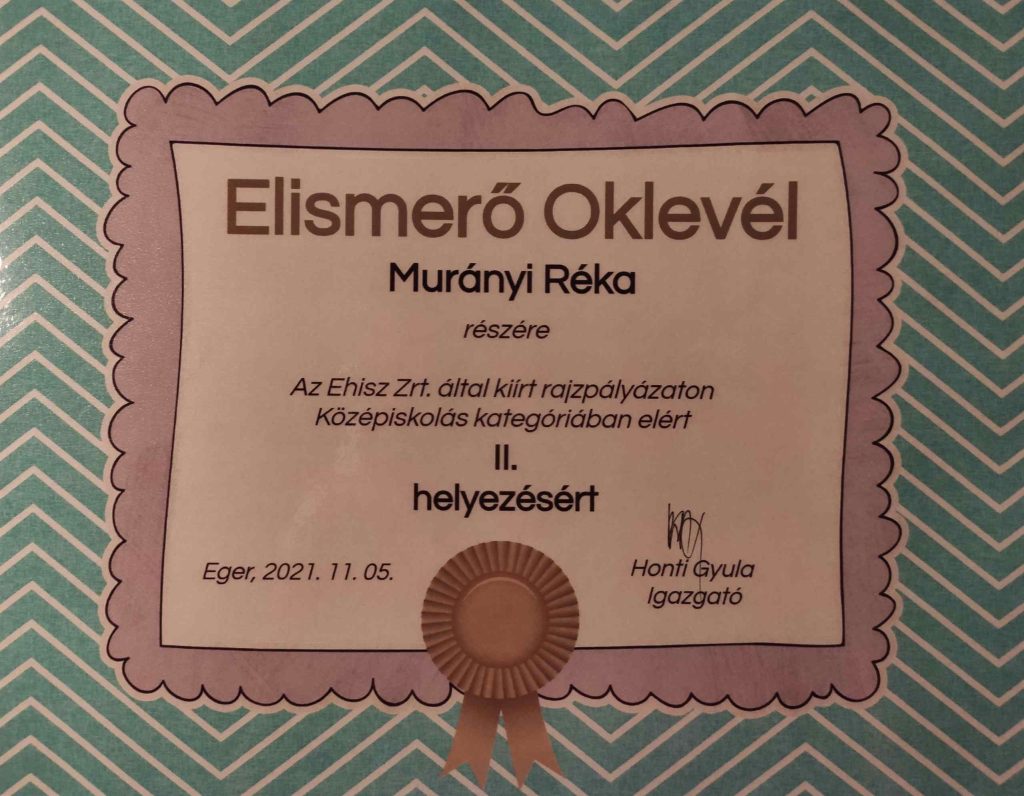 Elismerő Oklevél
Murányi Réka
részére
Az Ehisz Zrt. által kiírt rajzpályázaton
Középiskolás kategóriában elért
II.
helyezésért
Eger, 2021. 11. 05.
Honti Gyula
Igazgató